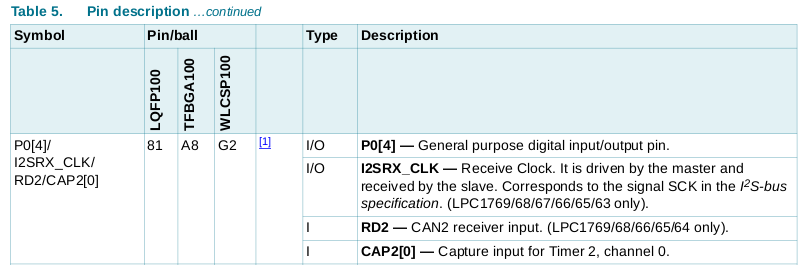 Table 5. Pin description …continued
Symbol Pin/ball Type Description
LQFP100 TFBGA100 WLCSP100
P0[4]/ 81 A8 G2 [1] I/O P0[4] — General purpose digital input/output pin.
I2SRX_CLK/ I/O I2SRX_CLK — Receive Clock. It is driven by the master and
RD2/CAP2[0] received by the slave. Corresponds to the signal SCK in the I²S-bus
specification. (LPC1769/68/67/66/65/63 only).
I RD2 — CAN2 receiver input. (LPC1769/68/66/65/64 only).
I CAP2[0] — Capture input for Timer 2, channel 0.